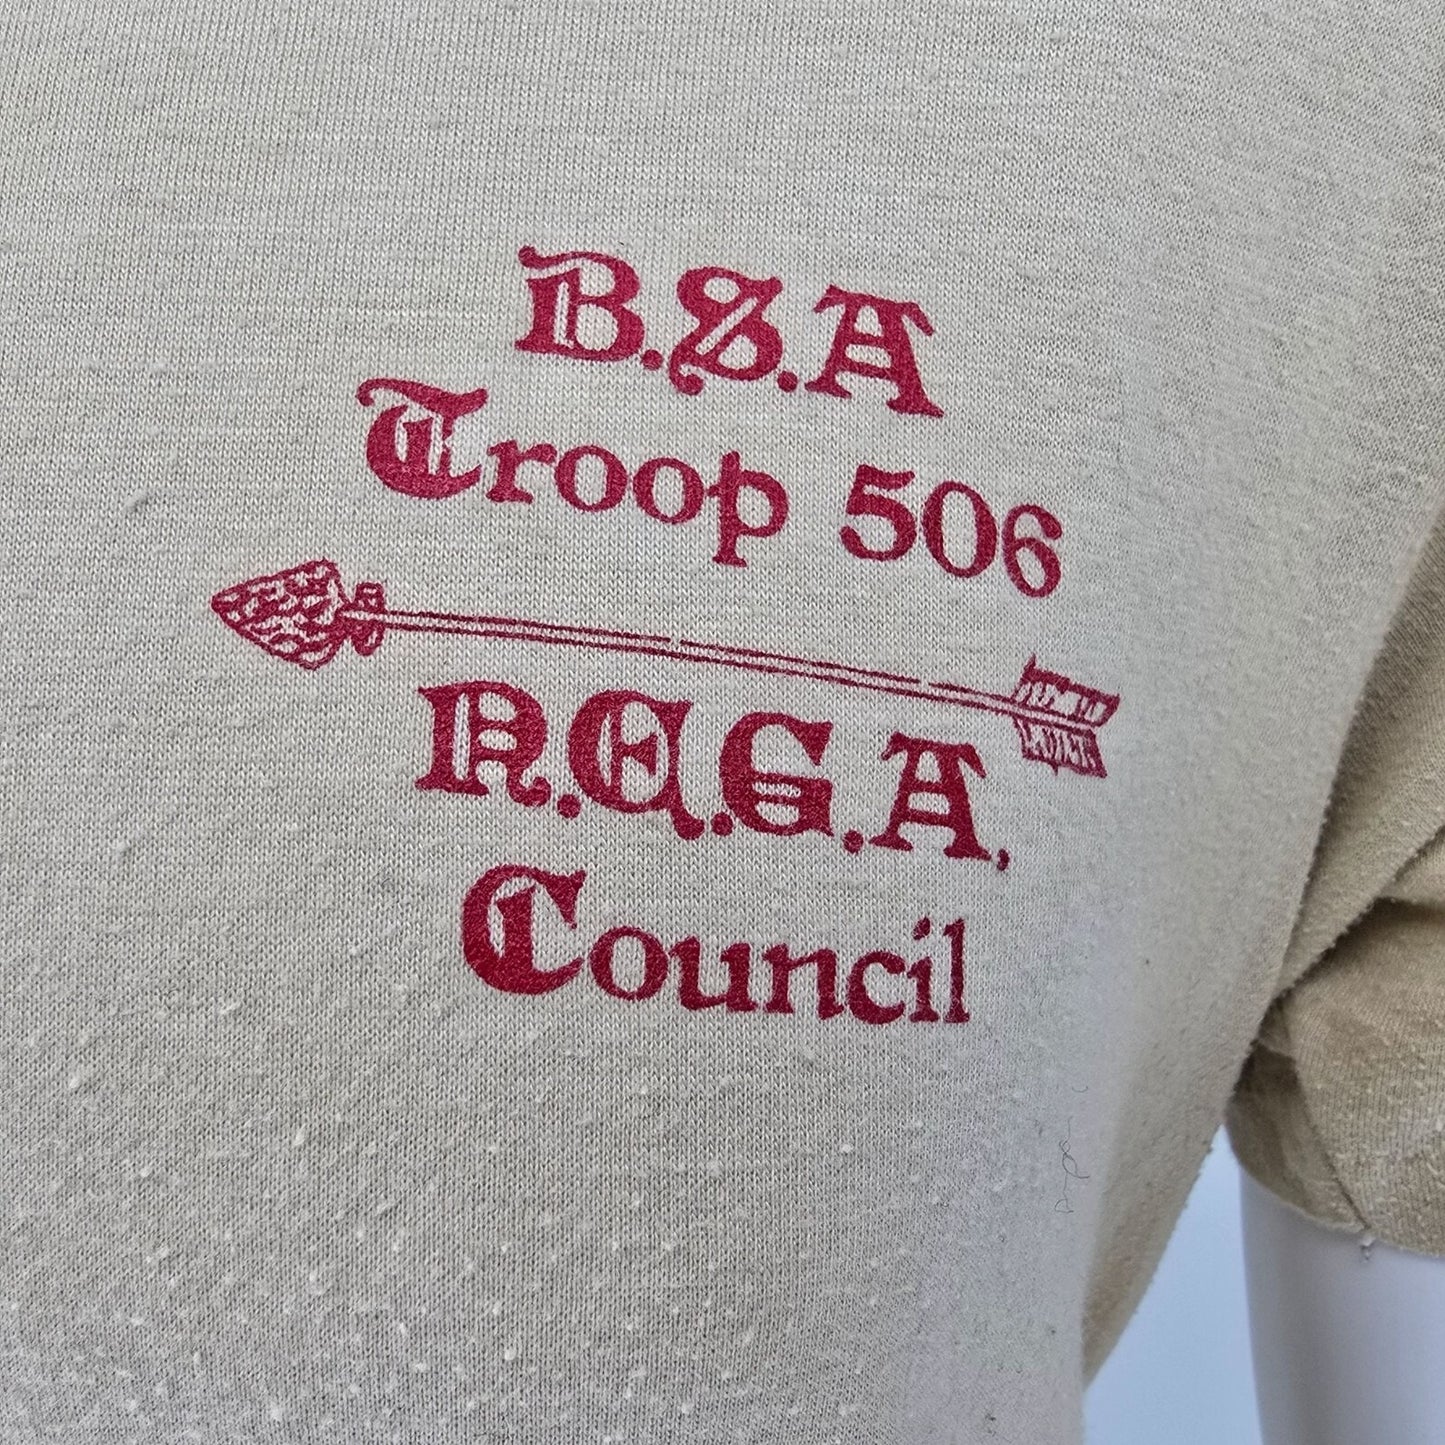 B.S.A
Troop 506
N.E.G.A,
Council